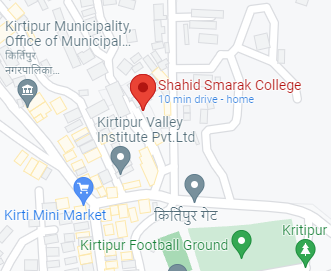 Kirtipur Municipality,
Office of Municipal...
किर्तिपुर
नगरपालिका...
Shahid Smarak College
10 min drive - home
Kirtipur Valley
Institute Pvt.Ltd
Kirti Mini Market
किर्तिपुर गेट
Kirtipur Football Ground
Kirtipur